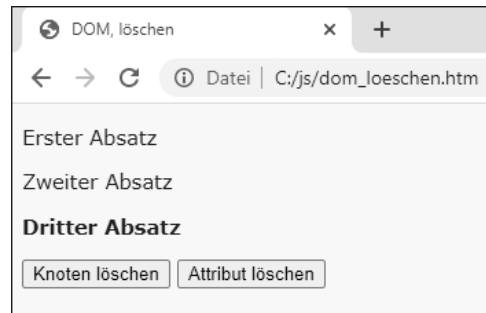 DOM, löschen
Datei | C:/js/dom_loeschen.htm
Erster Absatz
Zweiter Absatz
Dritter Absatz
Knoten löschen Attribut löschen